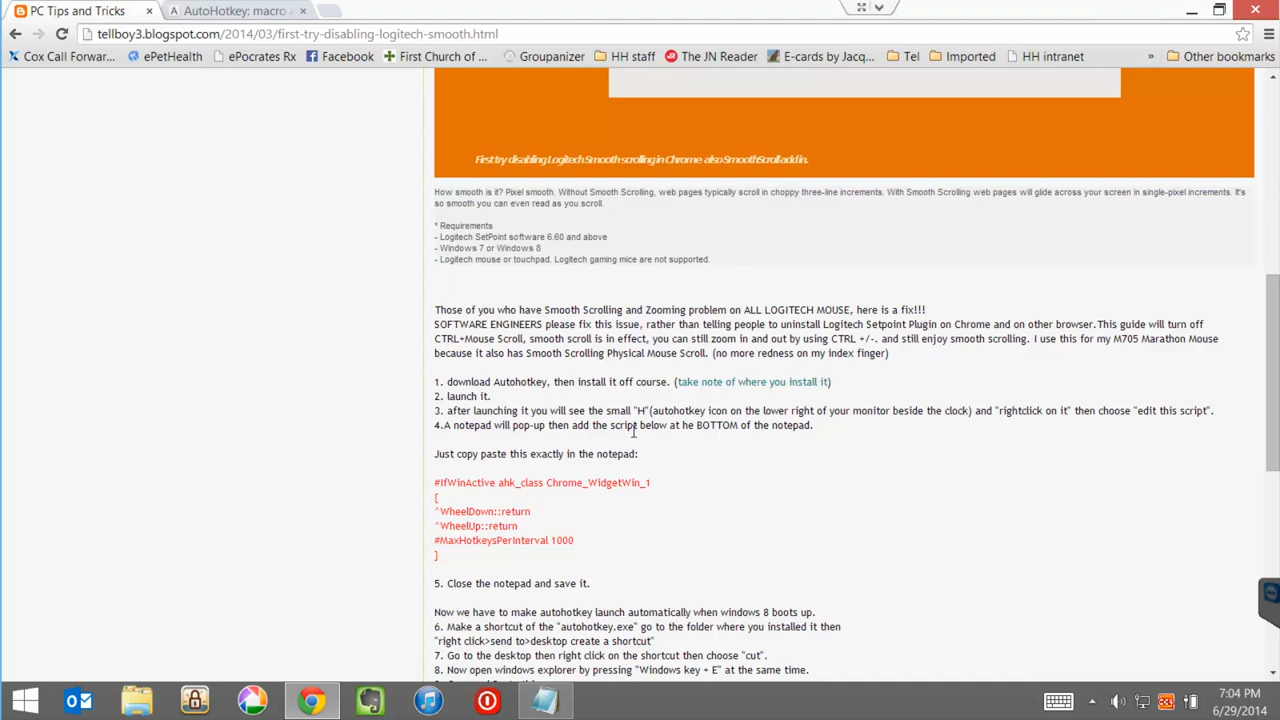 PC Tips and Tricks
AutoHotkey: macro a
tellboy3.blogspot.com/2014/03/first-try-disabling-logitech-smooth.html
Cox Call Forwar...
ePetHealth
ePocrates Rx
Facebook
First Church of ...
Groupanizer
HH staff
The JN Reader
E-cards by Jacq...
Tel
Imported
HH intranet
»
Other bookmarks
First try disabling Logitech Smooth scrolling in Chrome also SmoothScroll add in.
How smooth is it? Pixel smooth. Without Smooth Scrolling, web pages typically scroll in choppy three-line increments. With Smooth Scrolling web pages will glide across your screen in single-pixel increments. It's
so smooth you can even read as you scroll.
* Requirements
- Logitech SetPoint software 6.60 and above
- Windows 7 or Windows 8
- Logitech mouse or touchpad. Logitech gaming mice are not supported.
Those of you who have Smooth Scrolling and Zooming problem on ALL LOGITECH MOUSE, here is a fix!!!
SOFTWARE ENGINEERS please fix this issue, rather than telling people to uninstall Logitech Setpoint Plugin on Chrome and on other browser.This guide will turn off
CTRL+Mouse Scroll, smooth scroll is in effect, you can still zoom in and out by using CTRL +/-. and still enjoy smooth scrolling. I use this for my M705 Marathon Mouse
because it also has Smooth Scrolling Physical Mouse Scroll. (no more redness on my index finger)
1. download Autohotkey, then install it off course. (take note of where you install it)
2. launch it.
3. after launching it you will see the small "H"(autohotkey icon on the lower right of your monitor beside the clock) and "rightclick on it" then choose "edit this script".
4.A notepad will pop-up then add the script below at he BOTTOM of the notepad.
Just copy paste this exactly in the notepad:
#IfWinActive ahk_class Chrome_WidgetWin_1
[
^WheelDown::return
^WheelUp::return
#MaxHotkeysPerInterval 1000
]
5. Close the notepad and save it.
Now we have to make autohotkey launch automatically when windows 8 boots up.
6. Make a shortcut of the "autohotkey.exe" go to the folder where you installed it then
"right click>send to>desktop create a shortcut"
7. Go to the desktop then right click on the shortcut then choose "cut".
8. Now open windows explorer by pressing "Windows key + E" at the same time.
7:04 PM
6/29/2014